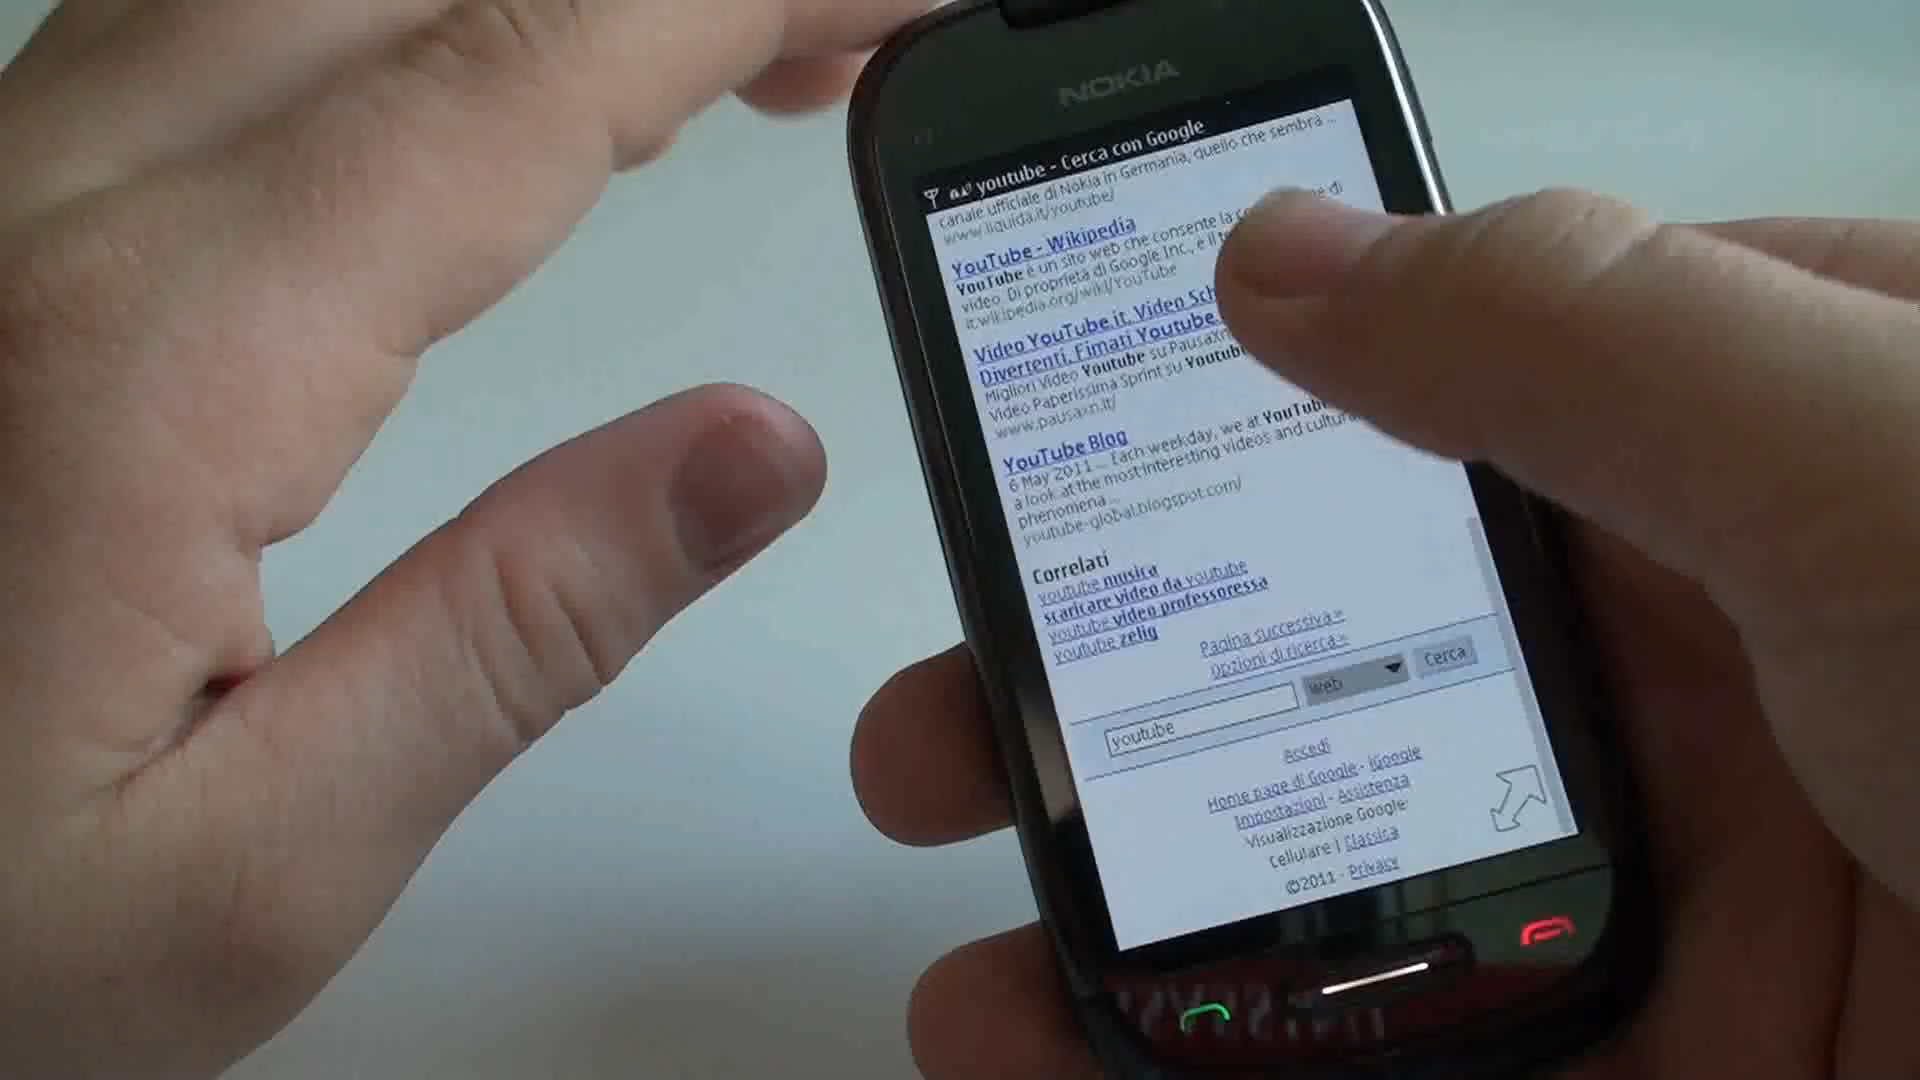 NOKIA
youtube - Cerca con Google
canale ufficiale di Nokia in Germania, quello che sembra ...
www.liquida.it/youtube/
YouTube - Wikipedia
YouTube è un sito web che consente la di
video. Di proprietà di Google Inc., è il
it.wikipedia.org/wiki/YouTube
Video YouTube.it, Video
Divertenti, Filmati Youtube
Migliori Video Youtube su
Video Paperissima Sprint su
www.pausaxn.it/
YouTube Blog
6 May 2011 ... Each weekday, we at YouTube
a look at the most interesting videos and
phenomena ...
youtube-global.blogspot.com/
Correlati
youtube musica
scaricare video da youtube
youtube video professoressa
youtube zelig
Pagina successiva »
Opzioni di ricerca »
youtube Web Cerca
Accedi
Home page di Google - iGoogle
Impostazioni - Assistenza
Visualizzazione Google:
Cellulare | Classica
©2011 - Privacy